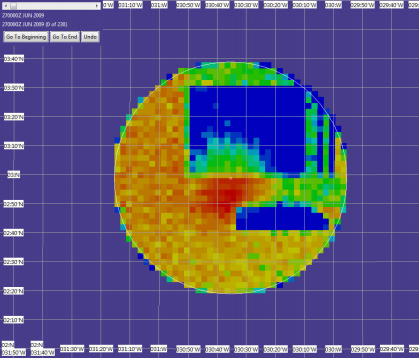 0'W 031:10'W 031°W 030:50'W 030:40'W 030:30'W 030:20'W 030:10'W 030°W 029:50'W 029:40'W 029:
270000Z JUN 2009
270000Z JUN 2009 (0 of 238)
Go To Beginning Go To End Undo
03:40'N
03:30'N
03:20'N
03:10'N
03°N
02:50'N
02:40'N
02:30'N
02:20'N
02:10'N
02°N 02°N
031:50'W 031:40'W 031:30'W 031:20'W 031:10'W 031°W 030:50'W 030:40'W 030:30'W 030:20'W 030:10'W 030°W 029:50'W 029:40'W 029: